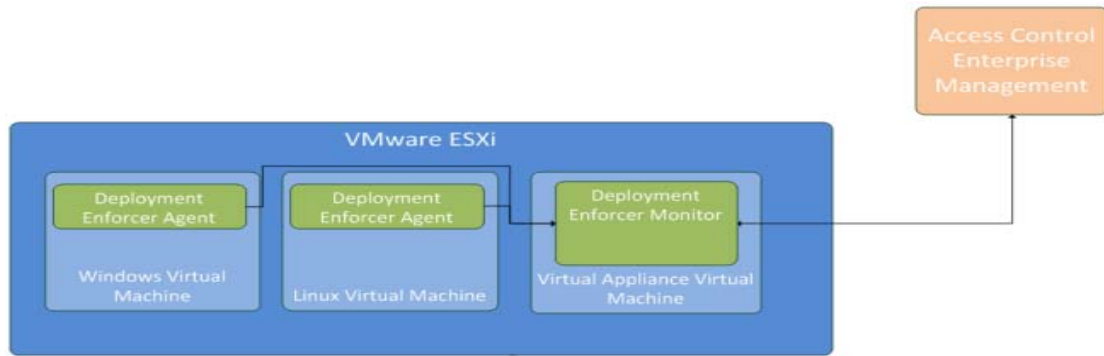 Access Control
Enterprise
Management
VMware ESXi
Deployment
Enforcer Agent
Windows Virtual
Machine
Deployment
Enforcer Agent
Linux Virtual Machine
Deployment
Enforcer Monitor
Virtual Appliance Virtual
Machine